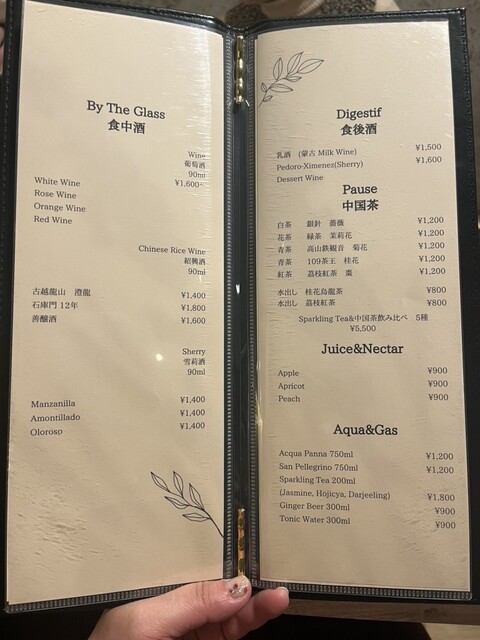 By The Glass
食中酒
Wine
葡萄酒
90ml
White Wine ¥1,600~
Rose Wine
Orange Wine
Red Wine
Chinese Rice Wine
紹興酒
90ml
古越龍山 澄龍 ¥1,400
石庫門 12年 ¥1,800
善醸酒 ¥1,600
Sherry
雪莉酒
90ml
Manzanilla ¥1,400
Amontillado ¥1,400
Oloroso ¥1,400
Digestif
食後酒
乳酒 (蒙古 Milk Wine) ¥1,500
Pedoro-Ximenez(Sherry) ¥1,600
Dessert Wine
Pause
中国茶
白茶 銀針 薔薇 ¥1,200
花茶 緑茶 茉莉花 ¥1,200
青茶 高山鉄観音 菊花 ¥1,200
青茶 109茶王 桂花 ¥1,200
紅茶 荔枝紅茶 棗 ¥1,200
水出し 桂花烏龍茶 ¥800
水出し 荔枝紅茶 ¥800
Sparkling Tea&中国茶飲み比べ 5種
¥5,500
Juice&Nectar
Apple ¥900
Apricot ¥900
Peach ¥900
Aqua&Gas
Acqua Panna 750ml ¥1,200
San Pellegrino 750ml ¥1,200
Sparkling Tea 200ml
(Jasmine, Hojicya, Darjeeling) ¥1,800
Ginger Beer 300ml ¥900
Tonic Water 300ml ¥900